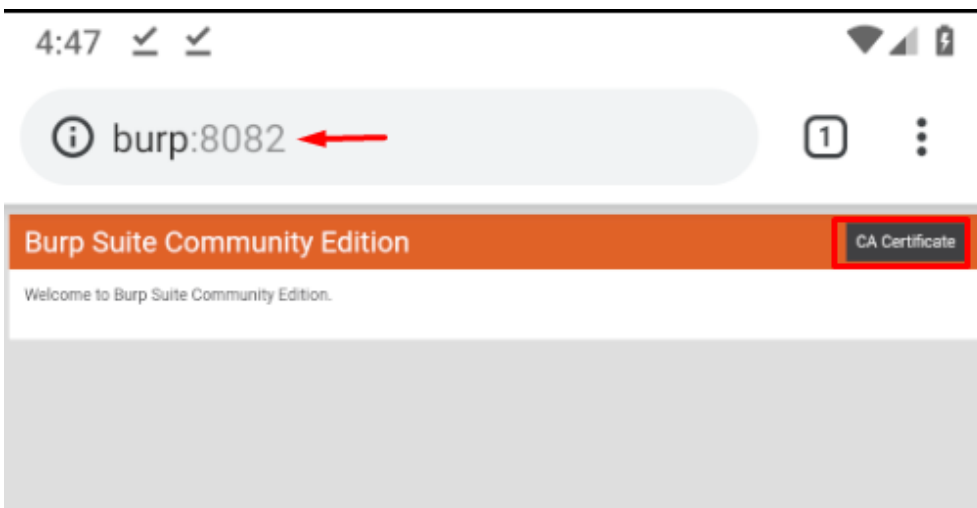 4:47
burp:8082
1
Burp Suite Community Edition
CA Certificate
Welcome to Burp Suite Community Edition.